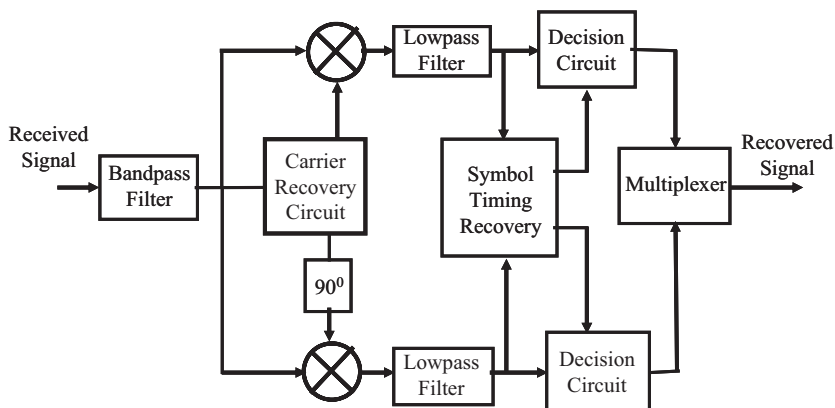 Received
Signal
Bandpass
Filter
Carrier
Recovery
Circuit
90⁰
Lowpass
Filter
Lowpass
Filter
Symbol
Timing
Recovery
Decision
Circuit
Decision
Circuit
Multiplexer
Recovered
Signal